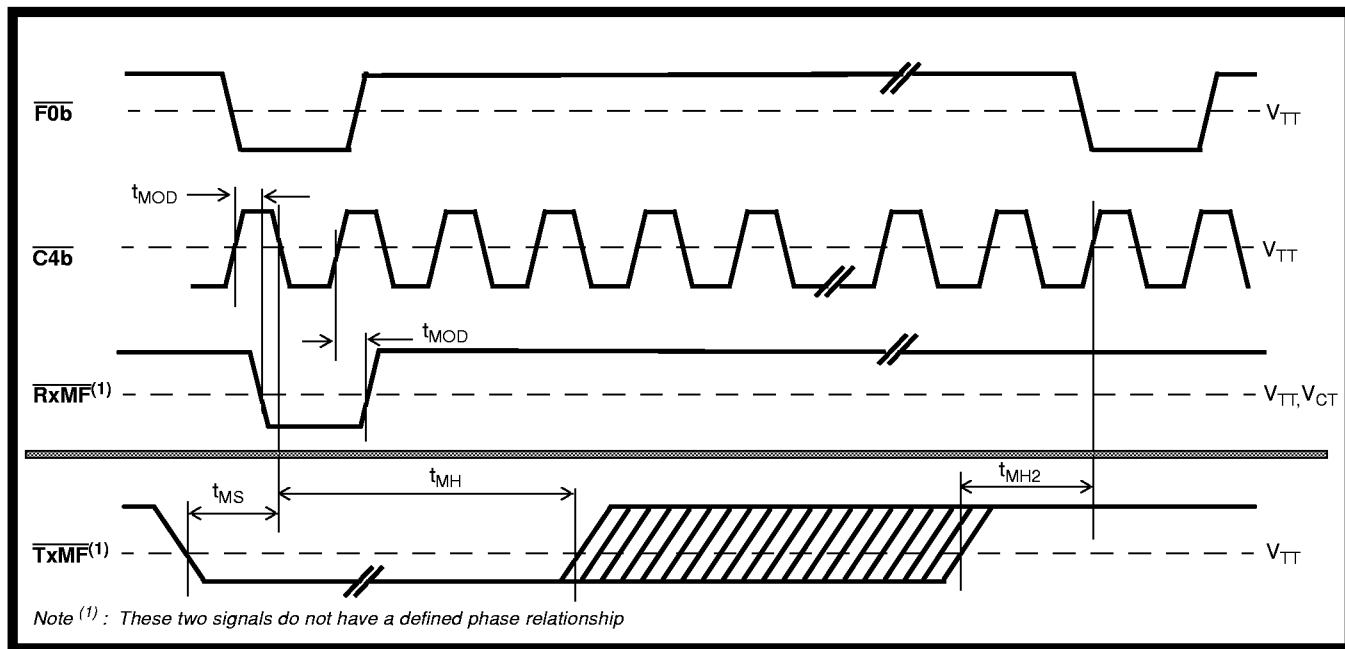 F0b
V_TT
t_MOD
C4b
V_TT
t_MOD
RxMF(1)
V_TT,V_CT
t_MS
t_MH
t_MH2
TxMF(1)
V_TT
Note (1) : These two signals do not have a defined phase relationship